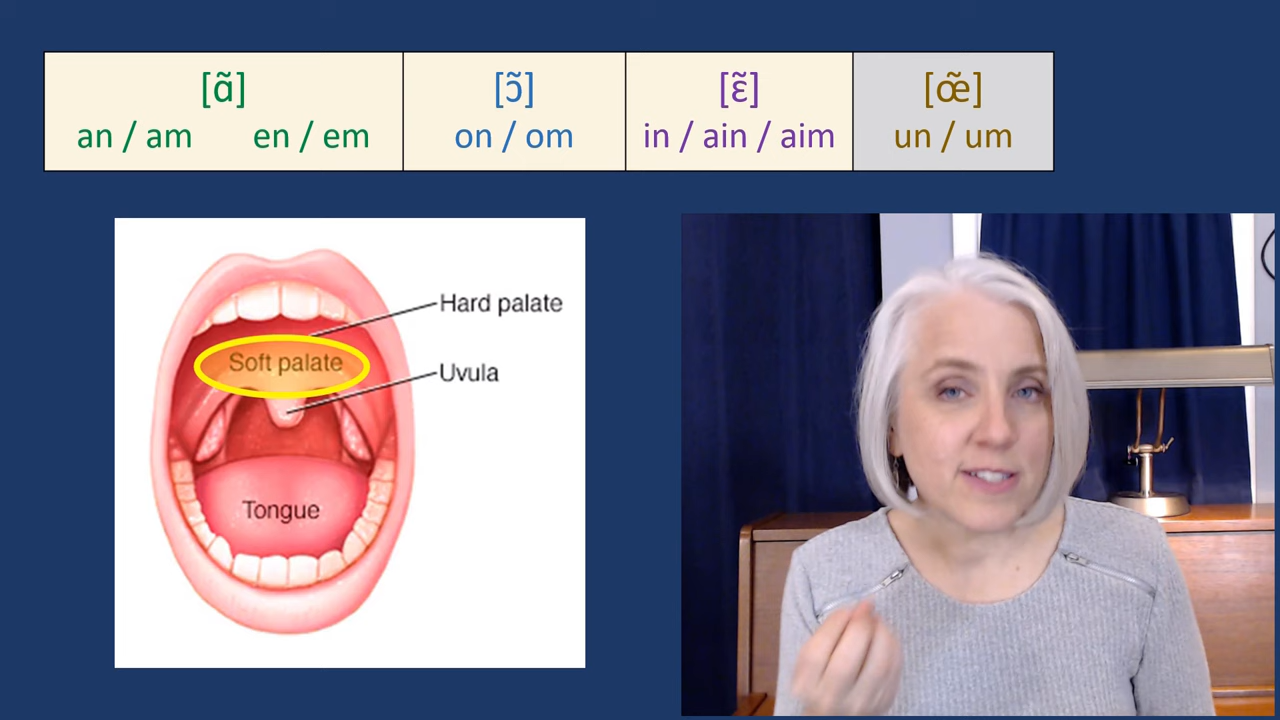 [ɑ̃]
an / am en / em
[ɔ̃]
on / om
[ɛ̃]
in / ain / aim
[œ̃]
un / um
Hard palate
Soft palate
Uvula
Tongue